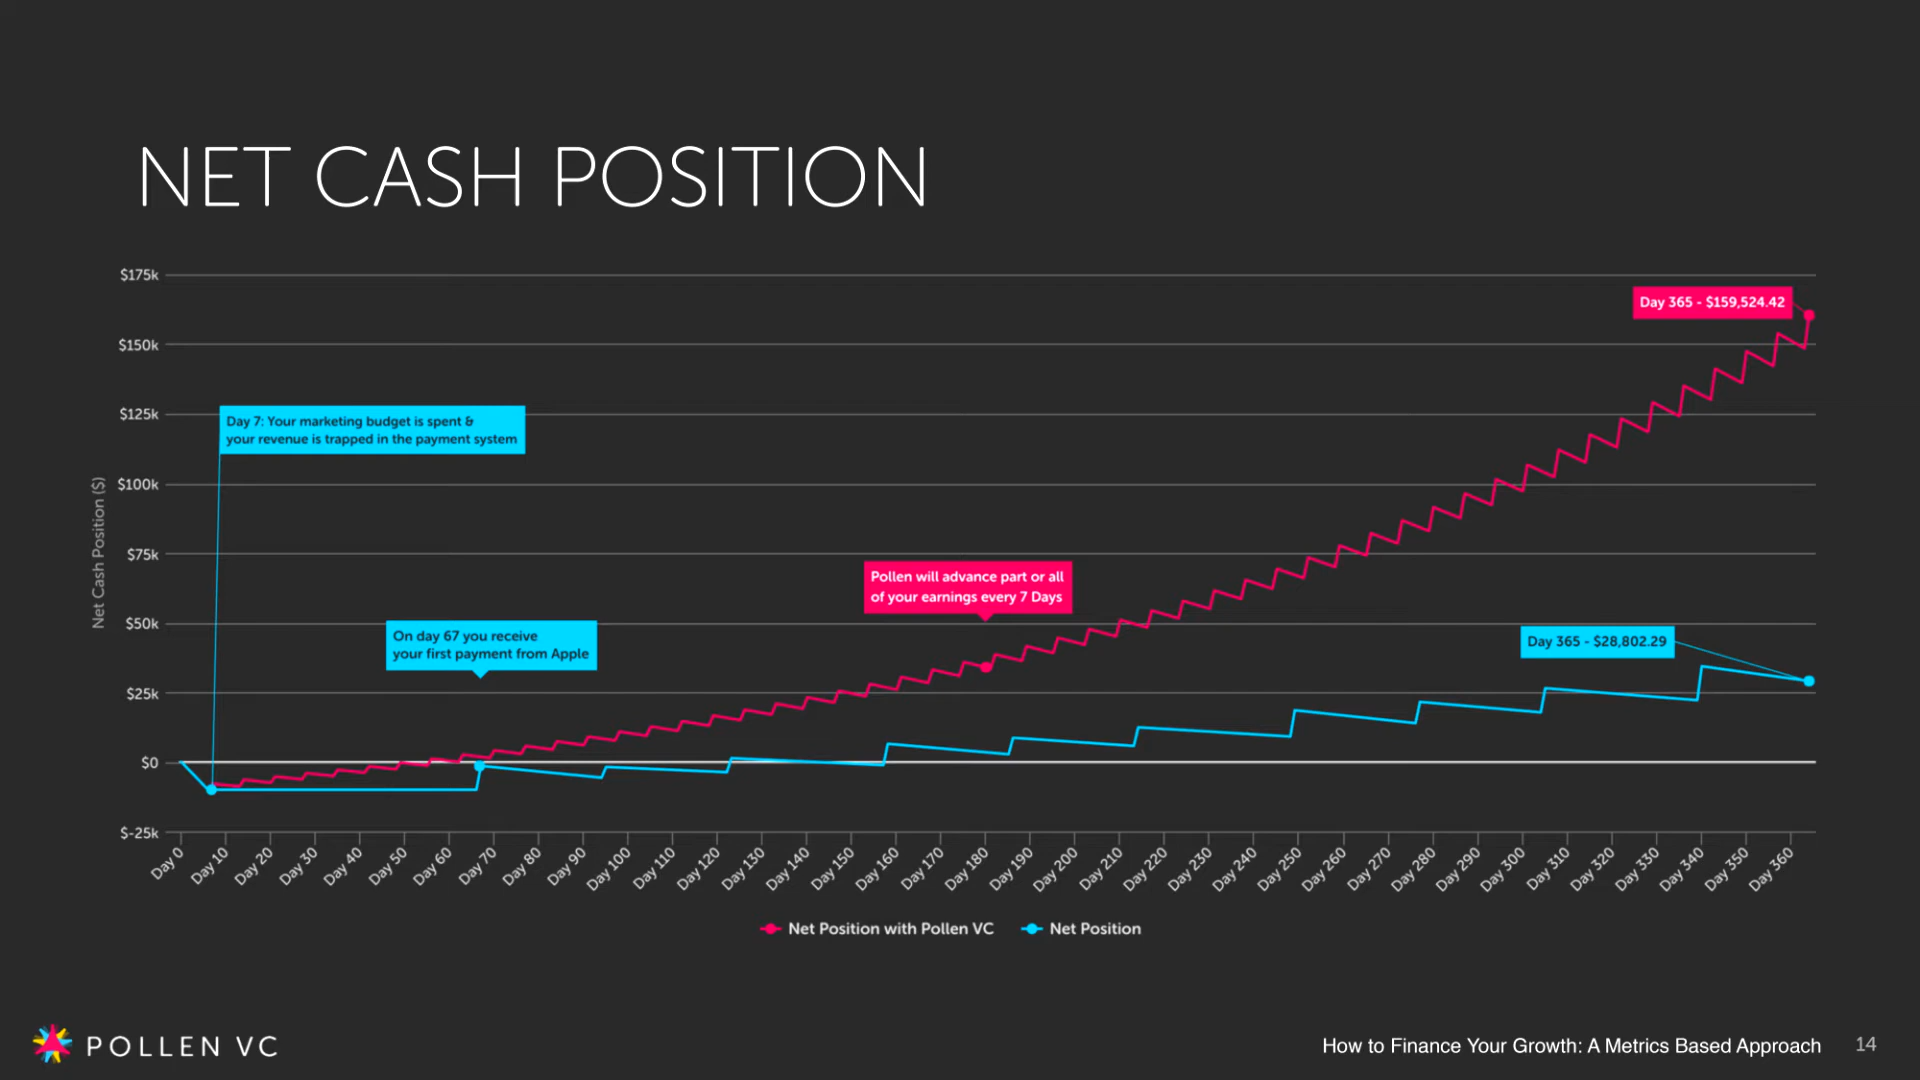 NET CASH POSITION
$175k
$150k
$125k
$100k
$75k
$50k
$25k
$0
$-25k
Net Cash Position ($)
Day 7: Your marketing budget is spent &
your revenue is trapped in the payment system
On day 67 you receive
your first payment from Apple
Pollen will advance part or all
of your earnings every 7 Days
Day 365 - $159,524.42
Day 365 - $28,802.29
Day 0
Day 10
Day 20
Day 30
Day 40
Day 50
Day 60
Day 70
Day 80
Day 90
Day 100
Day 110
Day 120
Day 130
Day 140
Day 150
Day 160
Day 170
Day 180
Day 190
Day 200
Day 210
Day 220
Day 230
Day 240
Day 250
Day 260
Day 270
Day 280
Day 290
Day 300
Day 310
Day 320
Day 330
Day 340
Day 350
Day 360
Net Position with Pollen VC
Net Position
POLLEN VC
How to Finance Your Growth: A Metrics Based Approach
14